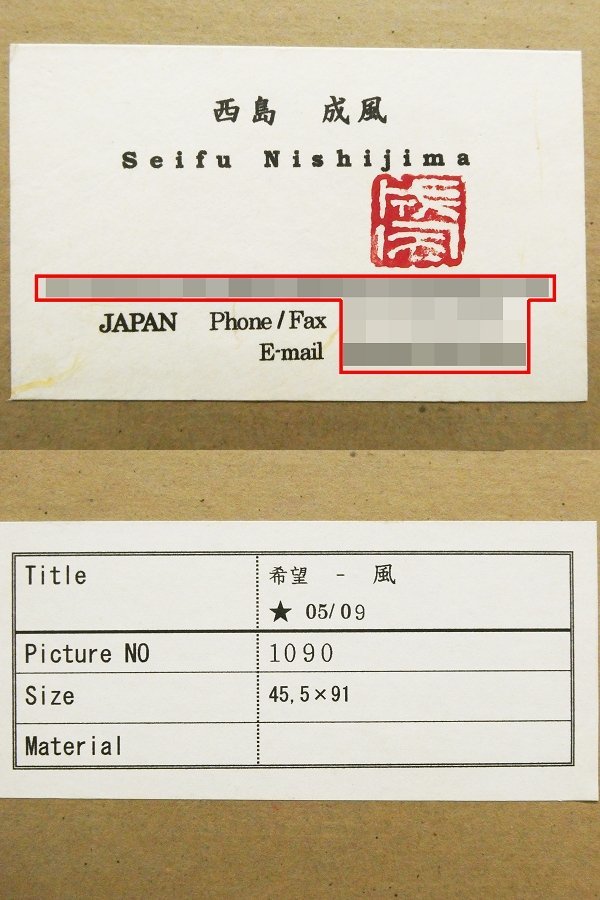 西島 成風
Seifu Nishijima
JAPAN Phone / Fax
E-mail
Title 希望 - 風
★ 05/09
Picture NO 1090
Size 45,5×91
Material